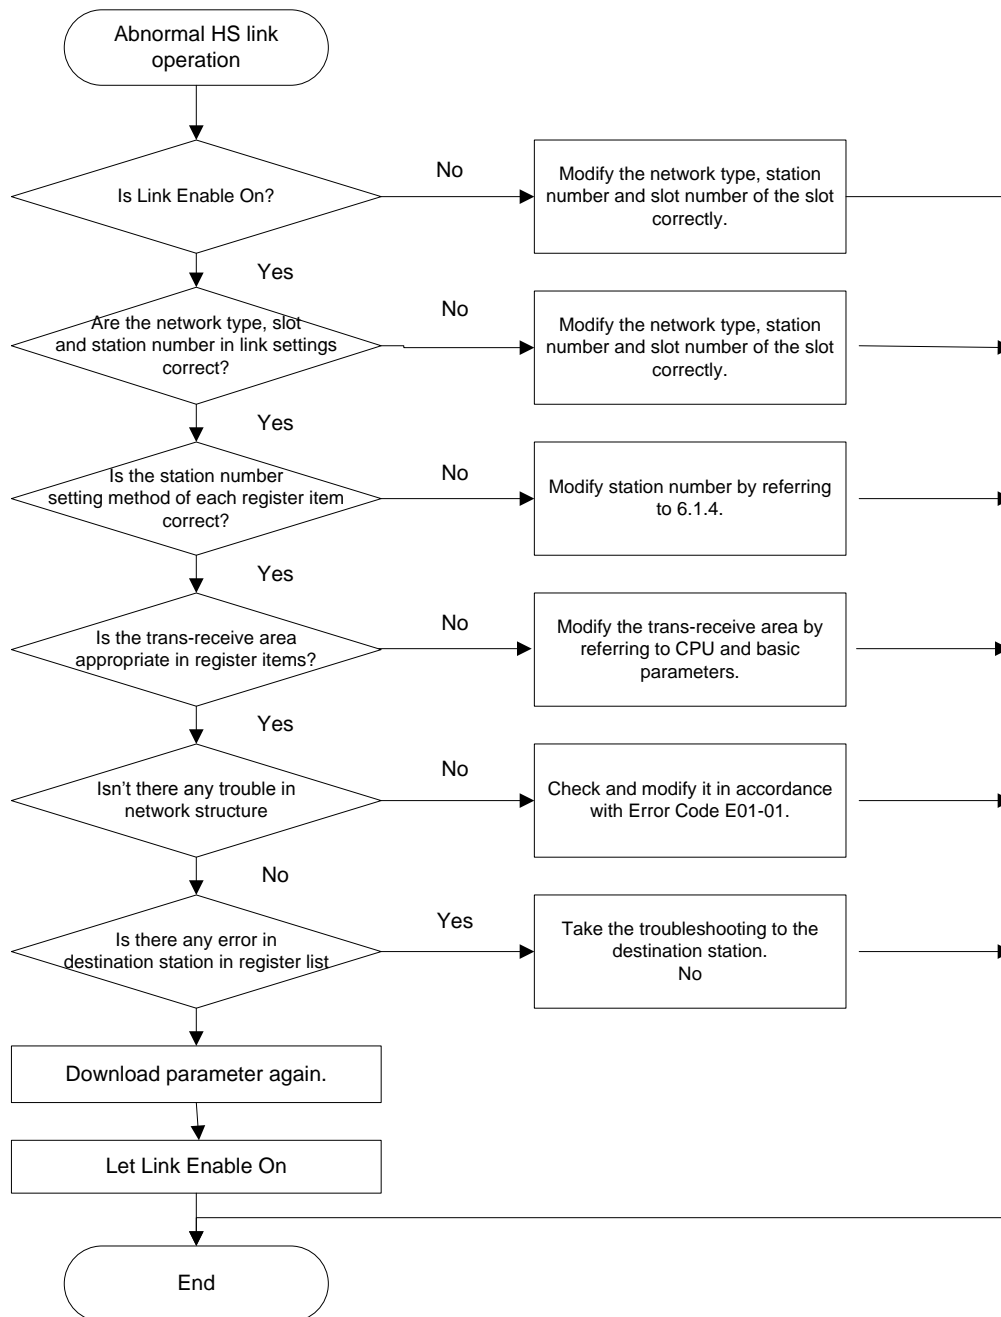 Abnormal HS link
operation
Is Link Enable On?
No
Modify the network type, station
number and slot number of the slot
correctly.
Yes
Are the network type, slot
and station number in link settings
correct?
No
Modify the network type, station
number and slot number of the slot
correctly.
Yes
Is the station number
setting method of each register item
correct?
No
Modify station number by referring
to 6.1.4.
Yes
Is the trans-receive area
appropriate in register items?
No
Modify the trans-receive area by
referring to CPU and basic
parameters.
Yes
Isn't there any trouble in
network structure
No
Check and modify it in accordance
with Error Code E01-01.
No
Is there any error in
destination station in register list
Yes
Take the troubleshooting to the
destination station.
No
Download parameter again.
Let Link Enable On
End